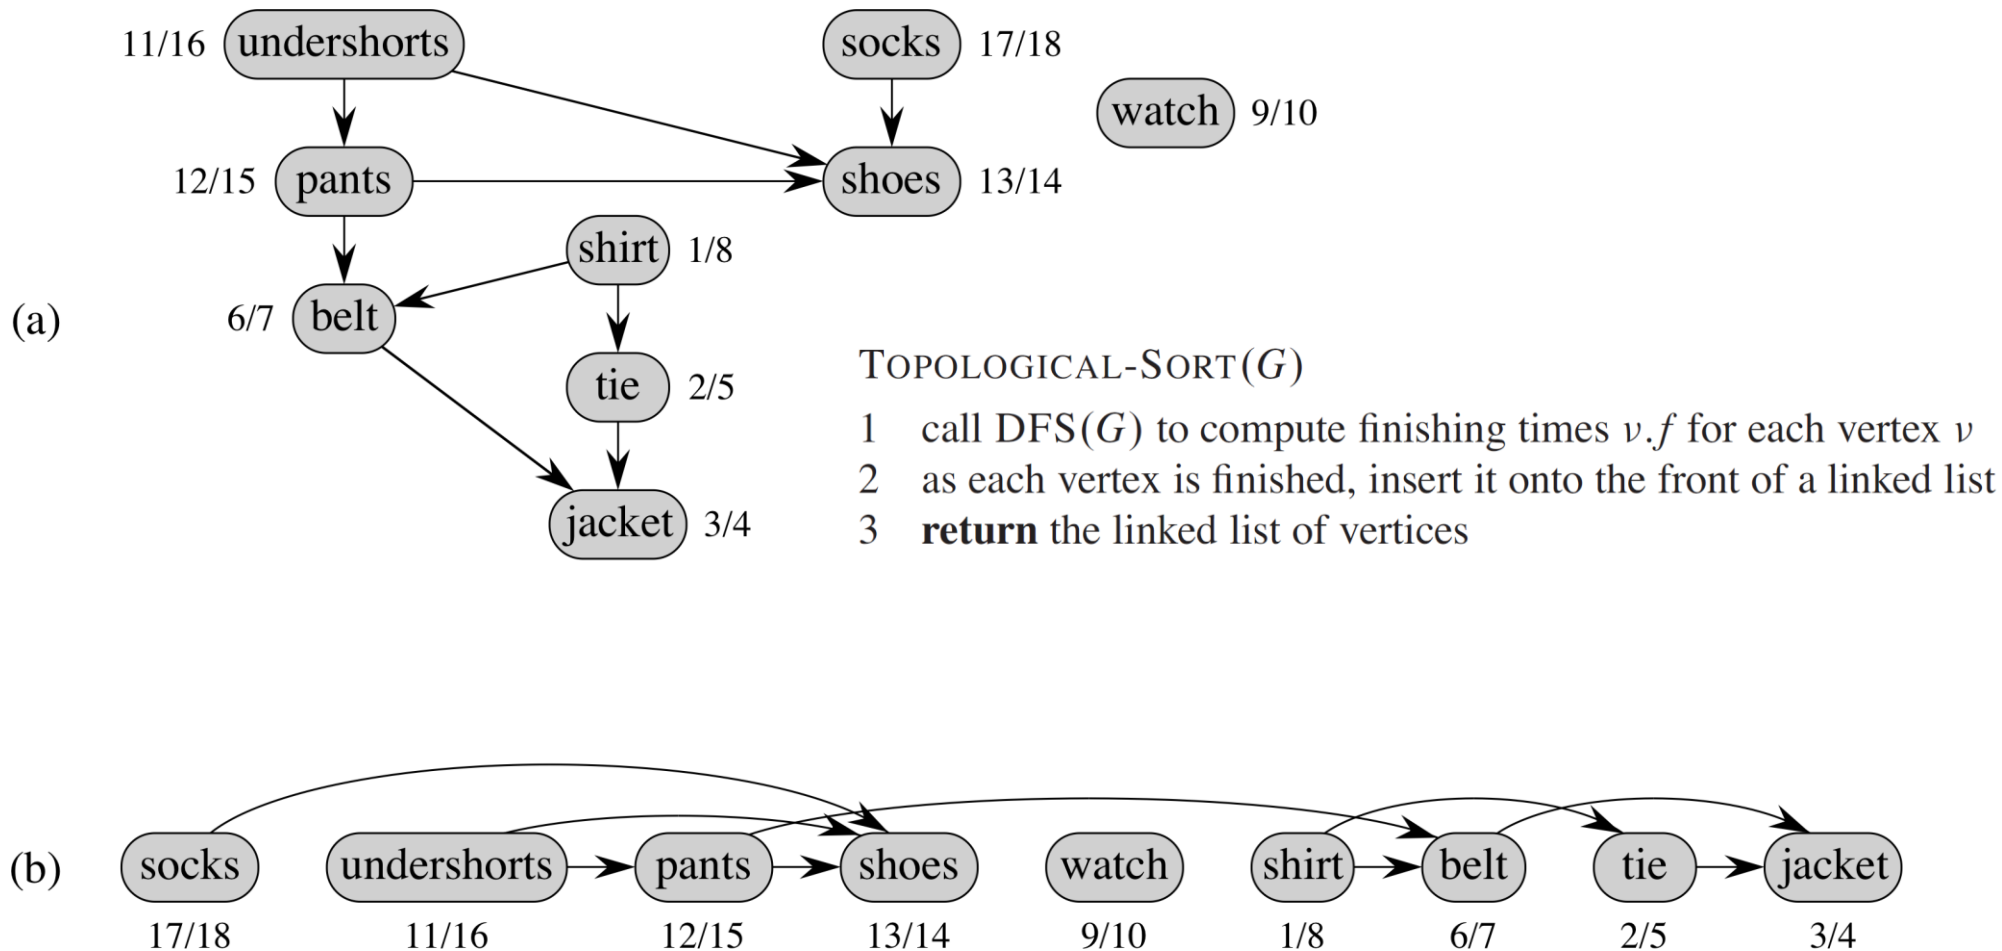 11/16 undershorts socks 17/18
watch 9/10
12/15 pants shoes 13/14
shirt 1/8
(a) 6/7 belt
TOPOLOGICAL-SORT(G)
tie 2/5
1 call DFS(G) to compute finishing times v.f for each vertex v
2 as each vertex is finished, insert it onto the front of a linked list
jacket 3/4
3 return the linked list of vertices
(b) socks undershorts pants shoes watch shirt belt tie jacket
17/18 11/16 12/15 13/14 9/10 1/8 6/7 2/5 3/4